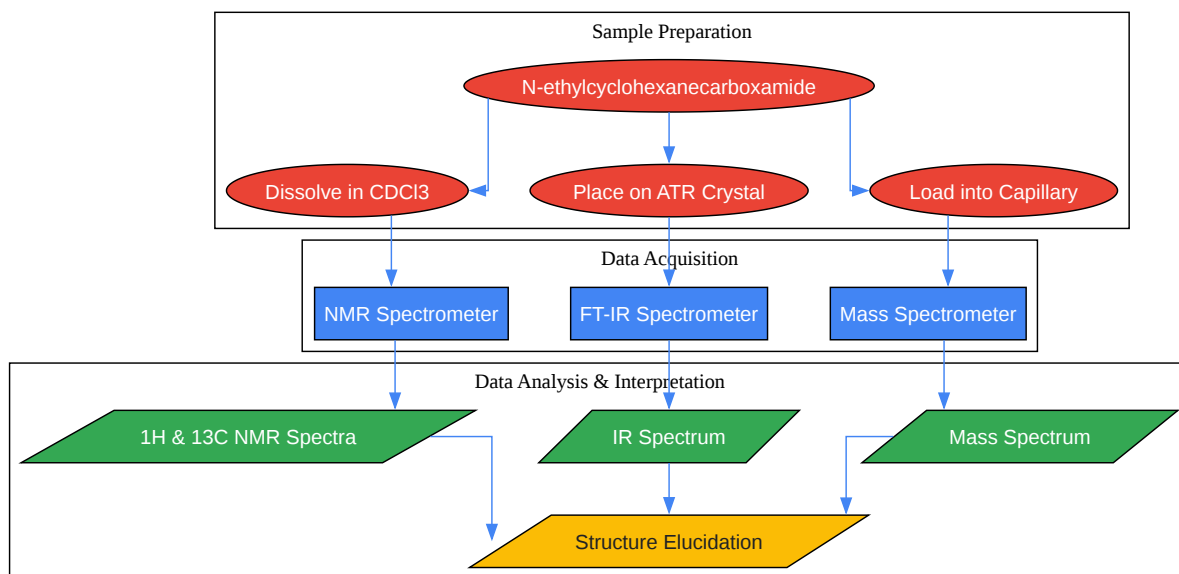 Sample Preparation
N-ethylcyclohexanecarboxamide
Dissolve in CDCl3
Place on ATR Crystal
Load into Capillary
Data Acquisition
NMR Spectrometer
FT-IR Spectrometer
Mass Spectrometer
Data Analysis & Interpretation
1H & 13C NMR Spectra
IR Spectrum
Mass Spectrum
Structure Elucidation